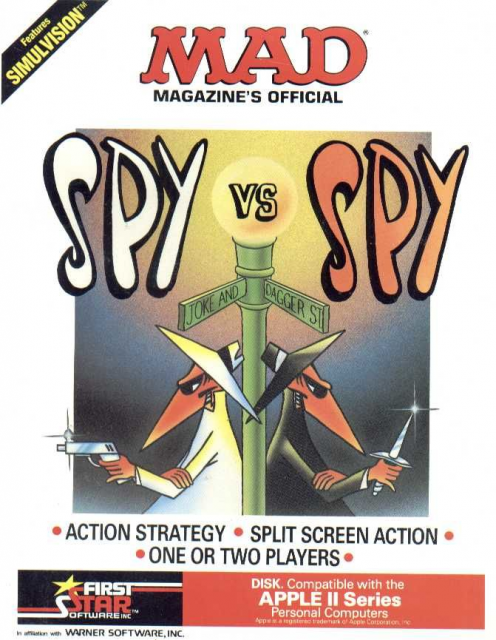 Features
SIMULVISION™
MAD®
MAGAZINE'S OFFICIAL
SPY VS SPY
JOKE AND DAGGER ST
• ACTION STRATEGY • SPLIT SCREEN ACTION •
• ONE OR TWO PLAYERS •
FIRST
STAR™
SOFTWARE INC
In affiliation with WARNER SOFTWARE, INC.
DISK. Compatible with the
APPLE II Series
Personal Computers
Apple is a registered trademark of Apple Corporation, Inc.